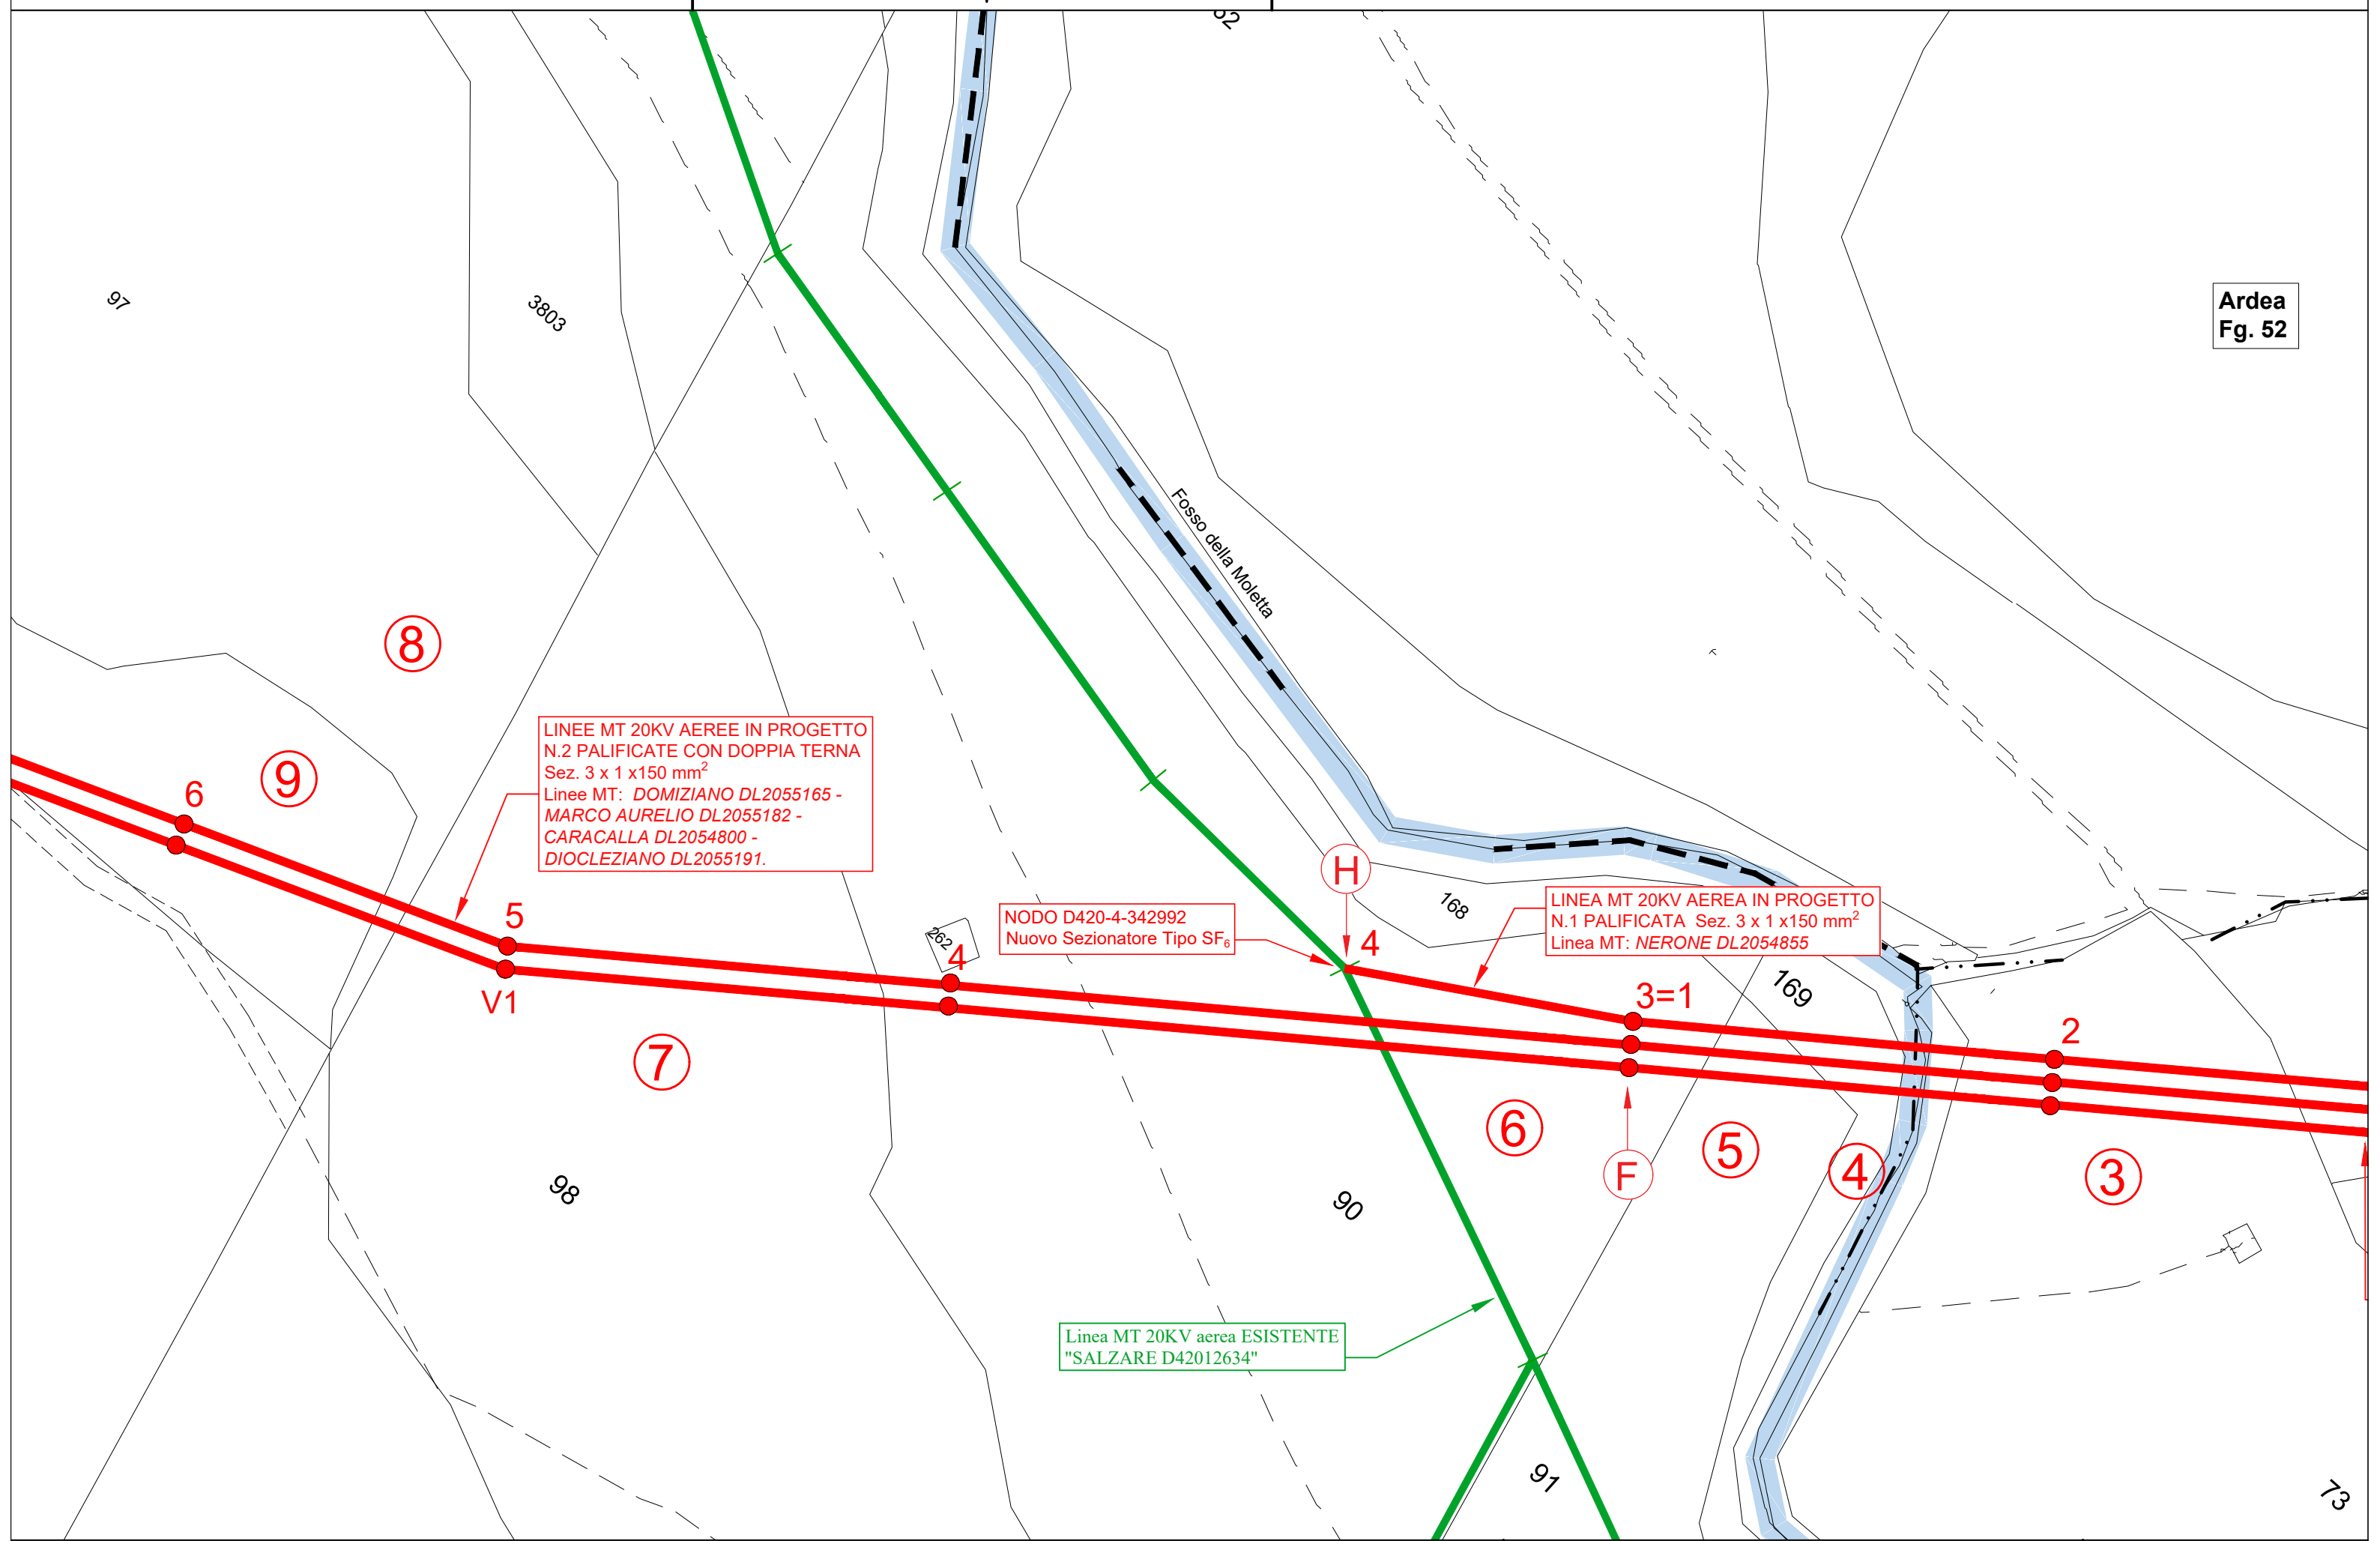 52
97
3803
Ardea
Fg. 52
Fosso della Moletta
8
9
6
LINEE MT 20KV AEREE IN PROGETTO
N.2 PALIFICATE CON DOPPIA TERNA
Sez. 3 x 1 x150 mm²
Linee MT: DOMIZIANO DL2055165 -
MARCO AURELIO DL2055182 -
CARACALLA DL2054800 -
DIOCLEZIANO DL2055191.
5
V1
262
4
H
168
NODO D420-4-342992
Nuovo Sezionatore Tipo SF₆
4
LINEA MT 20KV AEREA IN PROGETTO
N.1 PALIFICATA Sez. 3 x 1 x150 mm²
Linea MT: NERONE DL2054855
3=1
169
2
7
6
5
4
3
F
98
90
Linea MT 20KV aerea ESISTENTE
"SALZARE D42012634"
91
73